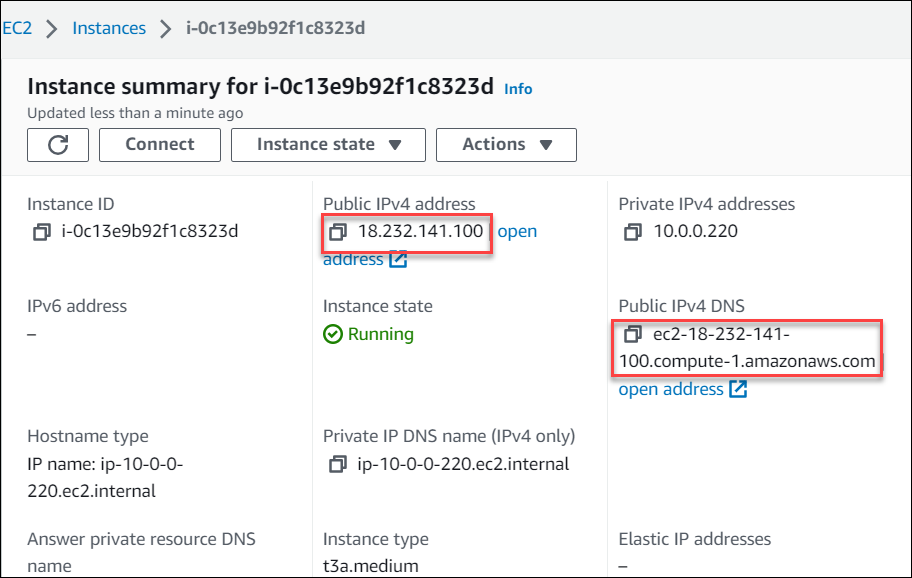 EC2 > Instances > i-0c13e9b92f1c8323d
Instance summary for i-0c13e9b92f1c8323d Info
Updated less than a minute ago
Connect Instance state Actions
Instance ID
i-0c13e9b92f1c8323d
Public IPv4 address
18.232.141.100 | open
address
Private IPv4 addresses
10.0.0.220
IPv6 address
–
Instance state
Running
Public IPv4 DNS
ec2-18-232-141-
100.compute-1.amazonaws.com |
open address
Hostname type
IP name: ip-10-0-0-
220.ec2.internal
Private IP DNS name (IPv4 only)
ip-10-0-0-220.ec2.internal
Answer private resource DNS
name
Instance type
t3a.medium
Elastic IP addresses
–